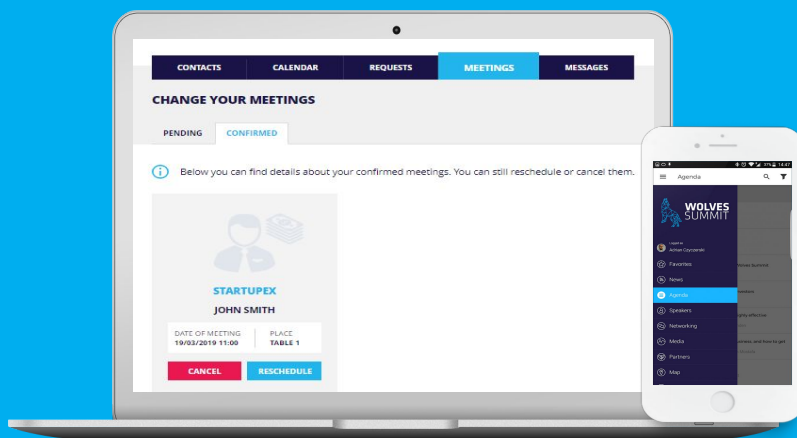 CONTACTS CALENDAR REQUESTS MEETINGS MESSAGES
CHANGE YOUR MEETINGS
PENDING CONFIRMED
Below you can find details about your confirmed meetings. You can still reschedule or cancel them.
STARTUPEX
JOHN SMITH
DATE OF MEETING PLACE
19/03/2019 11:00 TABLE 1
CANCEL RESCHEDULE
14:47
Agenda
WOLVES
SUMMIT
Favorites
News
Agenda
Speakers
Networking
Media
Partners
Map